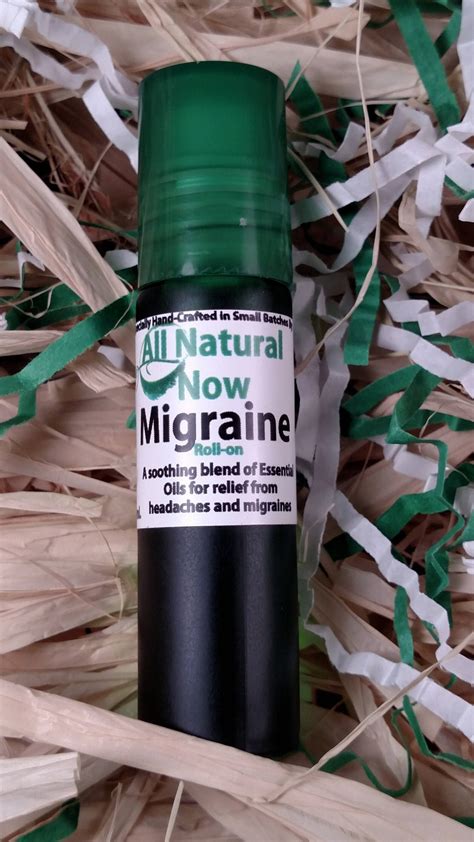 Hand-Crafted in Small Batches
All Natural
Now
Migraine
Roll-on
A soothing blend of Essential
Oils for relief from
headaches and migraines